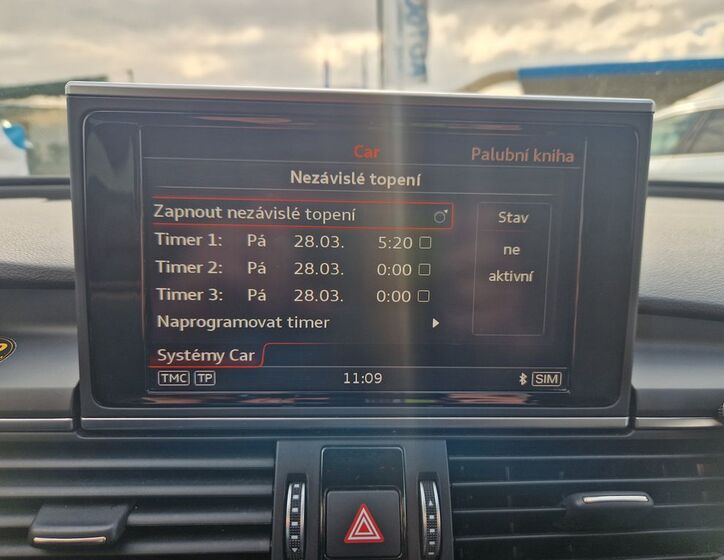 Car
Palubní kniha
Nezávislé topení
Zapnout nezávislé topení
Timer 1: Pá 28.03. 5:20
Timer 2: Pá 28.03. 0:00
Timer 3: Pá 28.03. 0:00
Naprogramovat timer
Stav
ne
aktivní
Systémy Car
TMC TP 11:09 SIM